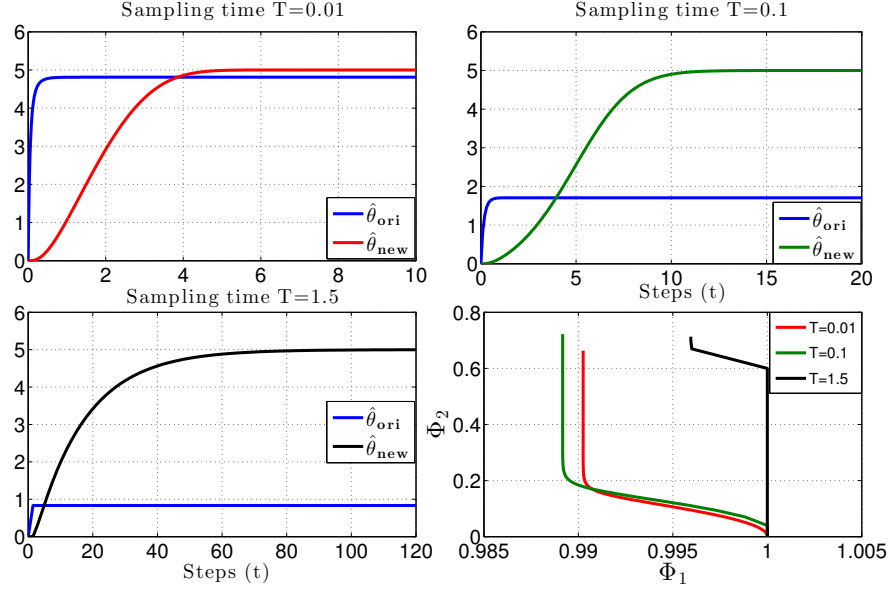 Sampling time T=0.01
6
5
4
3
2
1
0
0 2 4 6 8 10
θ̂ori
θ̂new
Sampling time T=0.1
6
5
4
3
2
1
0
0 5 10 15 20
Steps (t)
θ̂ori
θ̂new
Sampling time T=1.5
6
5
4
3
2
1
0
0 20 40 60 80 100 120
Steps (t)
θ̂ori
θ̂new
0.8
0.6
0.4
0.2
0
Φ2
0.985 0.99 0.995 1 1.005
Φ1
T=0.01
T=0.1
T=1.5